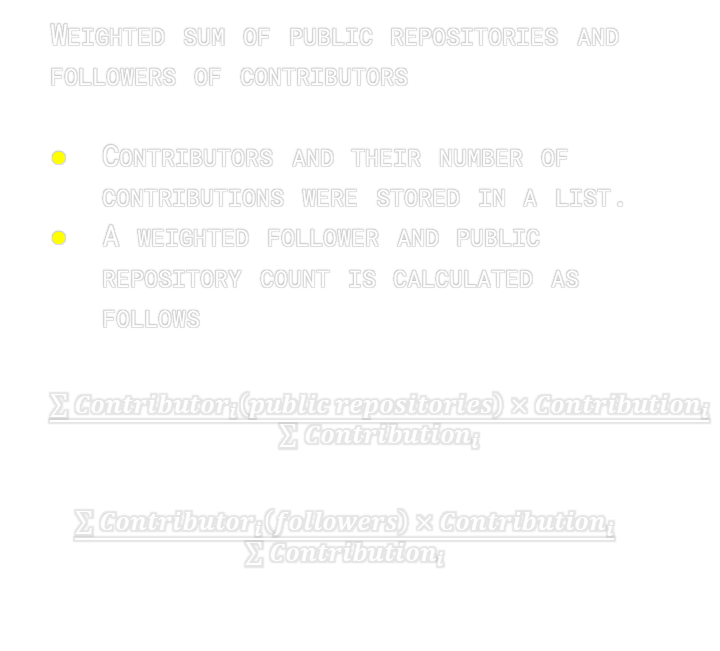 Weighted sum of public repositories and
followers of contributors
● Contributors and their number of
contributions were stored in a list.
● A weighted follower and public
repository count is calculated as
follows
∑ Contributorᵢ(public repositories) × Contributionᵢ
∑ Contributionᵢ
∑ Contributorᵢ(followers) × Contributionᵢ
∑ Contributionᵢ